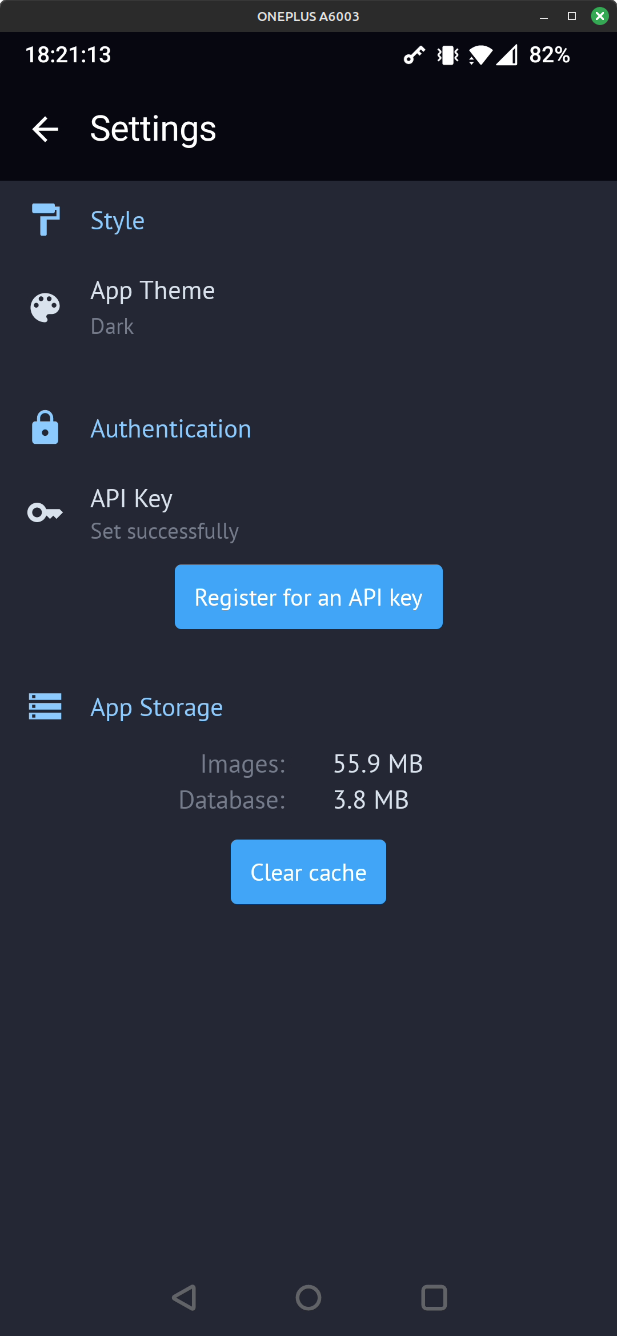 ONEPLUS A6003
18:21:13
82%
Settings
Style
App Theme
Dark
Authentication
API Key
Set successfully
Register for an API key
App Storage
Images: 55.9 MB
Database: 3.8 MB
Clear cache